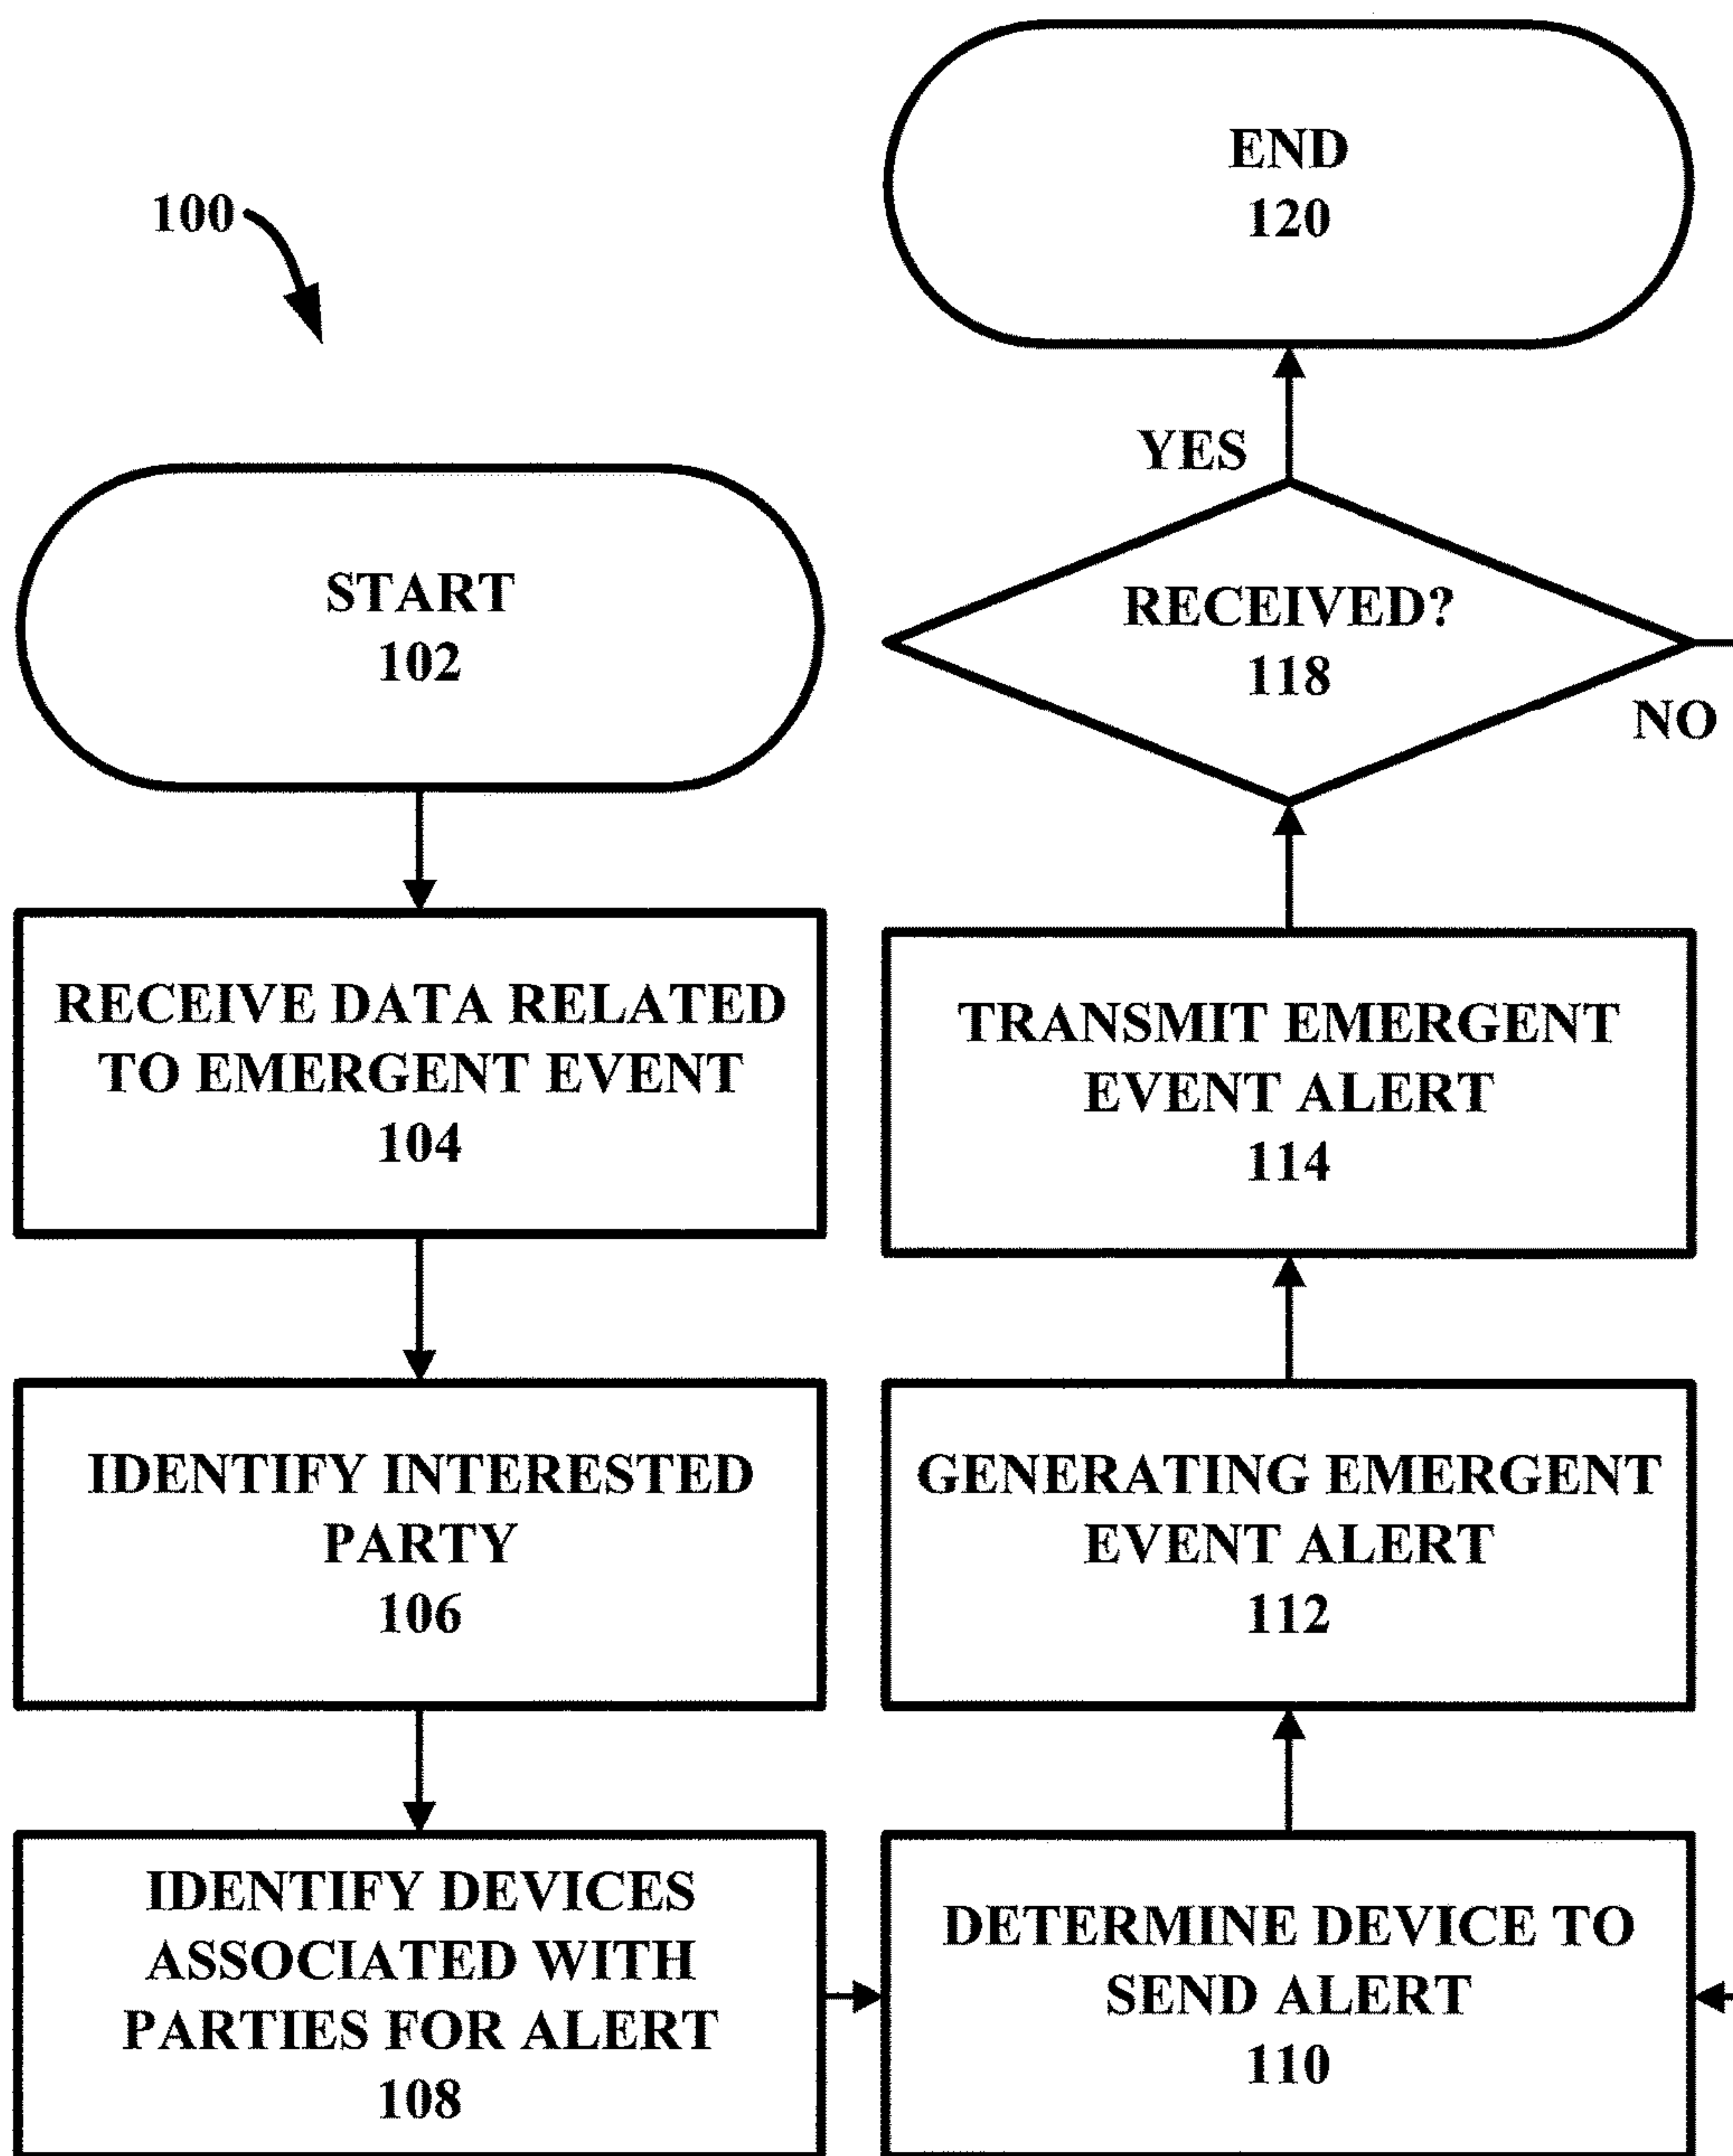 100
START
102
RECEIVE DATA RELATED
TO EMERGENT EVENT
104
IDENTIFY INTERESTED
PARTY
106
IDENTIFY DEVICES
ASSOCIATED WITH
PARTIES FOR ALERT
108
DETERMINE DEVICE TO
SEND ALERT
110
GENERATING EMERGENT
EVENT ALERT
112
TRANSMIT EMERGENT
EVENT ALERT
114
RECEIVED?
118
NO
YES
END
120